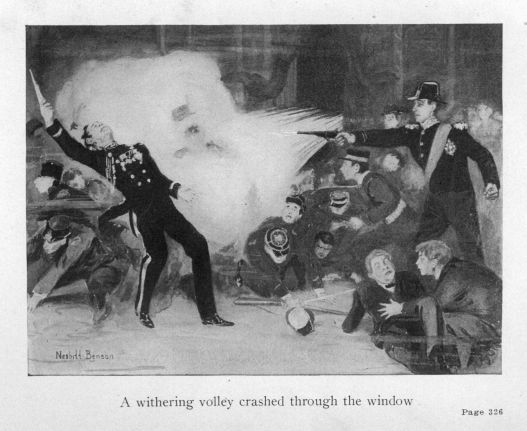 Nesbitt Benson
A withering volley crashed through the window
Page 326